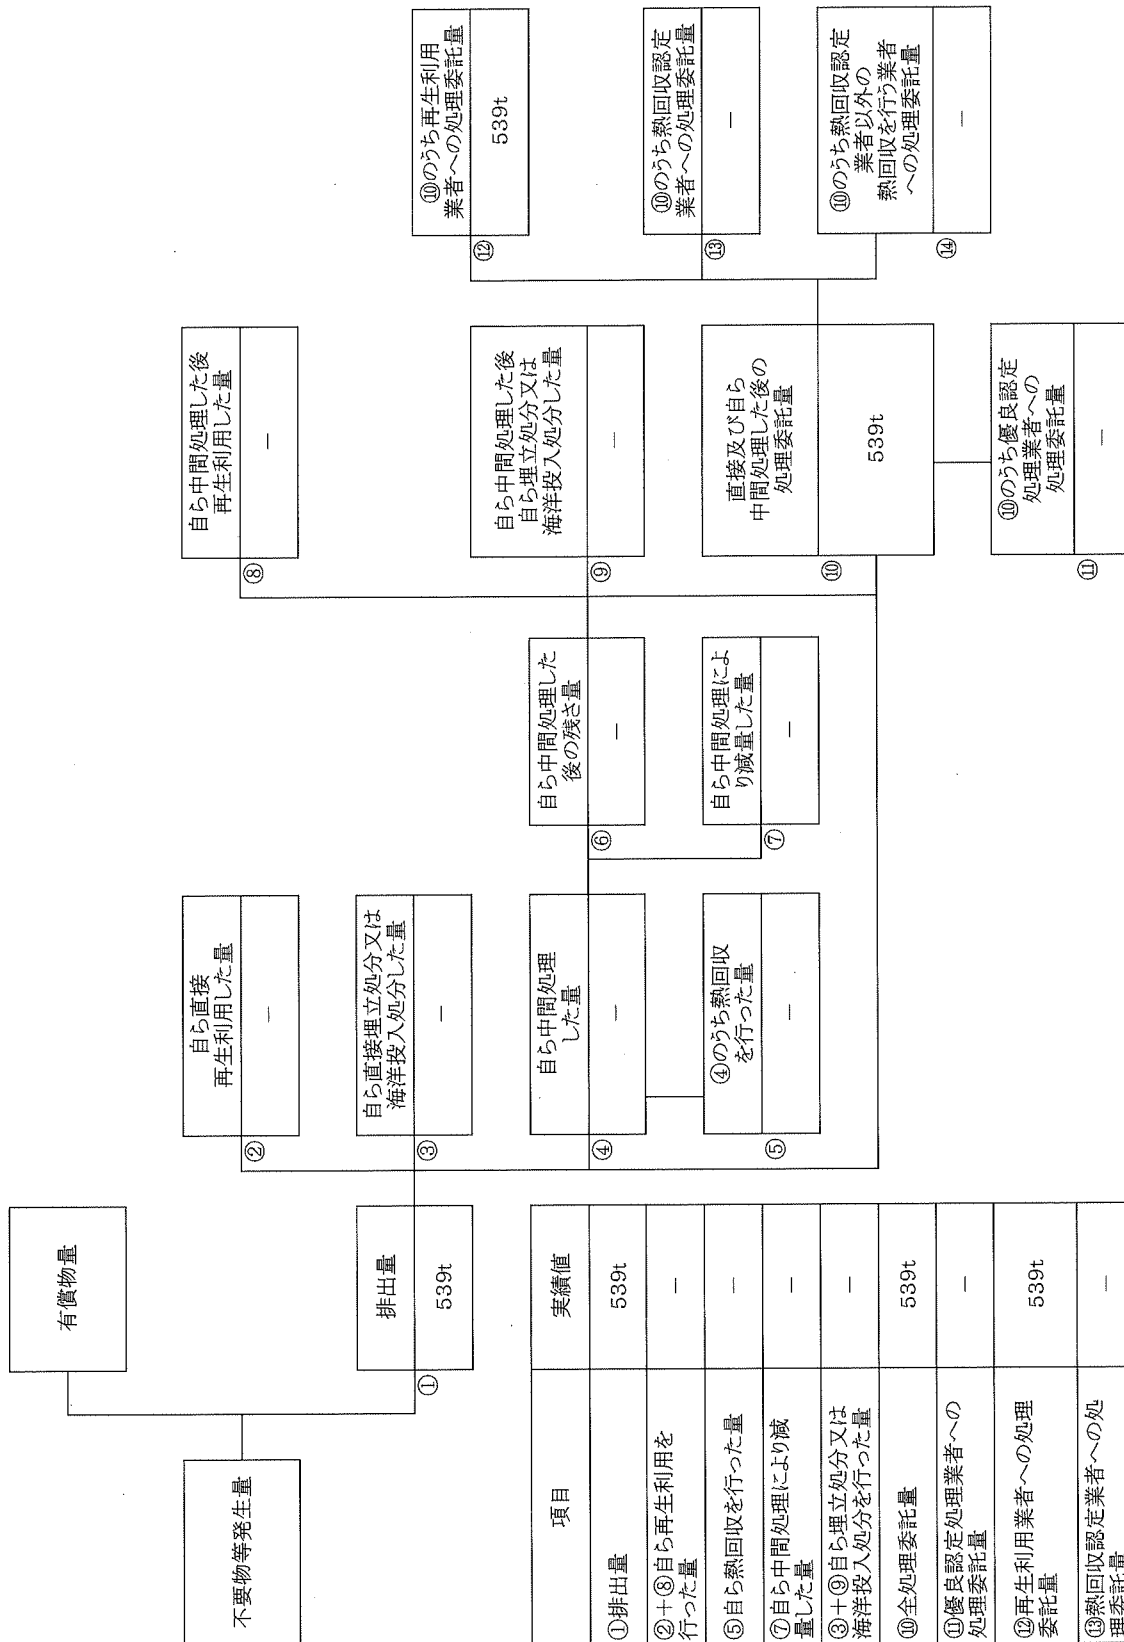 不要物等発生量
有償物量
①
排出量
539t
②
自ら直接
再生利用した量
−
③
自ら直接埋立処分又は
海洋投入処分した量
−
④
自ら中間処理
した量
−
⑤
④のうち熱回収
を行った量
−
⑥
自ら中間処理した
後の残さ量
−
⑦
自ら中間処理によ
り減量した量
−
⑧
自ら中間処理した後
再生利用した量
−
⑨
自ら中間処理した後
自ら埋立処分又は
海洋投入処分した量
−
⑩
直接及び自ら
中間処理した後の
処理委託量
539t
⑪
⑩のうち優良認定
処理業者への
処理委託量
−
⑫
⑩のうち再生利用
業者への処理委託量
539t
⑬
⑩のうち熱回収認定
業者への処理委託量
−
⑭
⑩のうち熱回収認定
業者以外の
熱回収を行う業者
への処理委託量
−
項目 実績値
①排出量 539t
②+⑧自ら再生利用を
行った量 −
⑤自ら熱回収を行った量 −
⑦自ら中間処理により減
量した量 −
③+⑨自ら埋立処分又は
海洋投入処分を行った量 −
⑩全処理委託量 539t
⑪優良認定処理業者への
処理委託量 −
⑫再生利用業者への処理
委託量 539t
⑬熱回収認定業者への処
理委託量 −